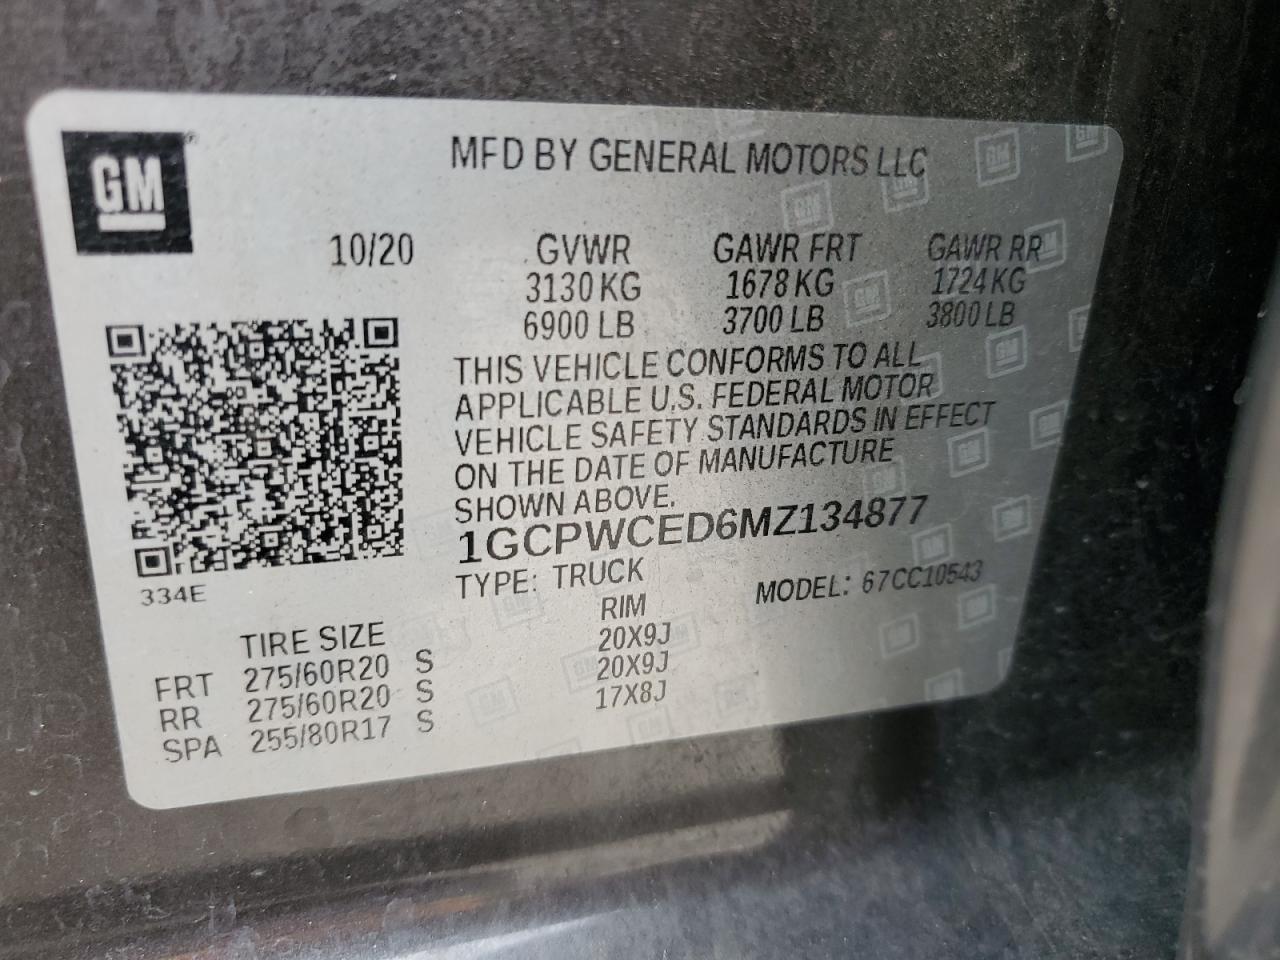 GM
MFD BY GENERAL MOTORS LLC
10/20 GVWR GAWR FRT GAWR RR
3130 KG 1678 KG 1724 KG
6900 LB 3700 LB 3800 LB
THIS VEHICLE CONFORMS TO ALL
APPLICABLE U.S. FEDERAL MOTOR
VEHICLE SAFETY STANDARDS IN EFFECT
ON THE DATE OF MANUFACTURE
SHOWN ABOVE.
1GCPWCED6MZ134877
TYPE: TRUCK MODEL: 67CC10543
334E
TIRE SIZE RIM
FRT 275/60R20 S 20X9J
RR 275/60R20 S 20X9J
SPA 255/80R17 S 17X8J